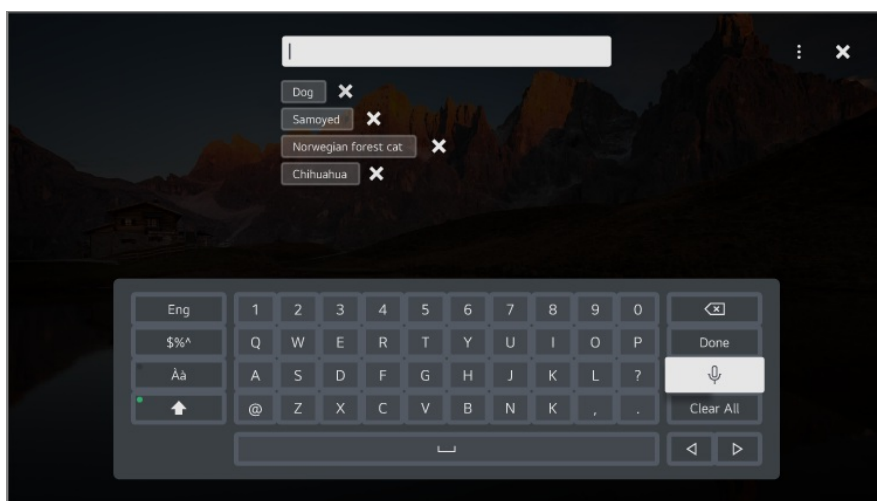 Dog
Samoyed
Norwegian forest cat
Chihuahua
Eng 1 2 3 4 5 6 7 8 9 0
$%^ Q W E R T Y U I O P Done
Àà A S D F G H J K L ?
@ Z X C V B N K , . Clear All